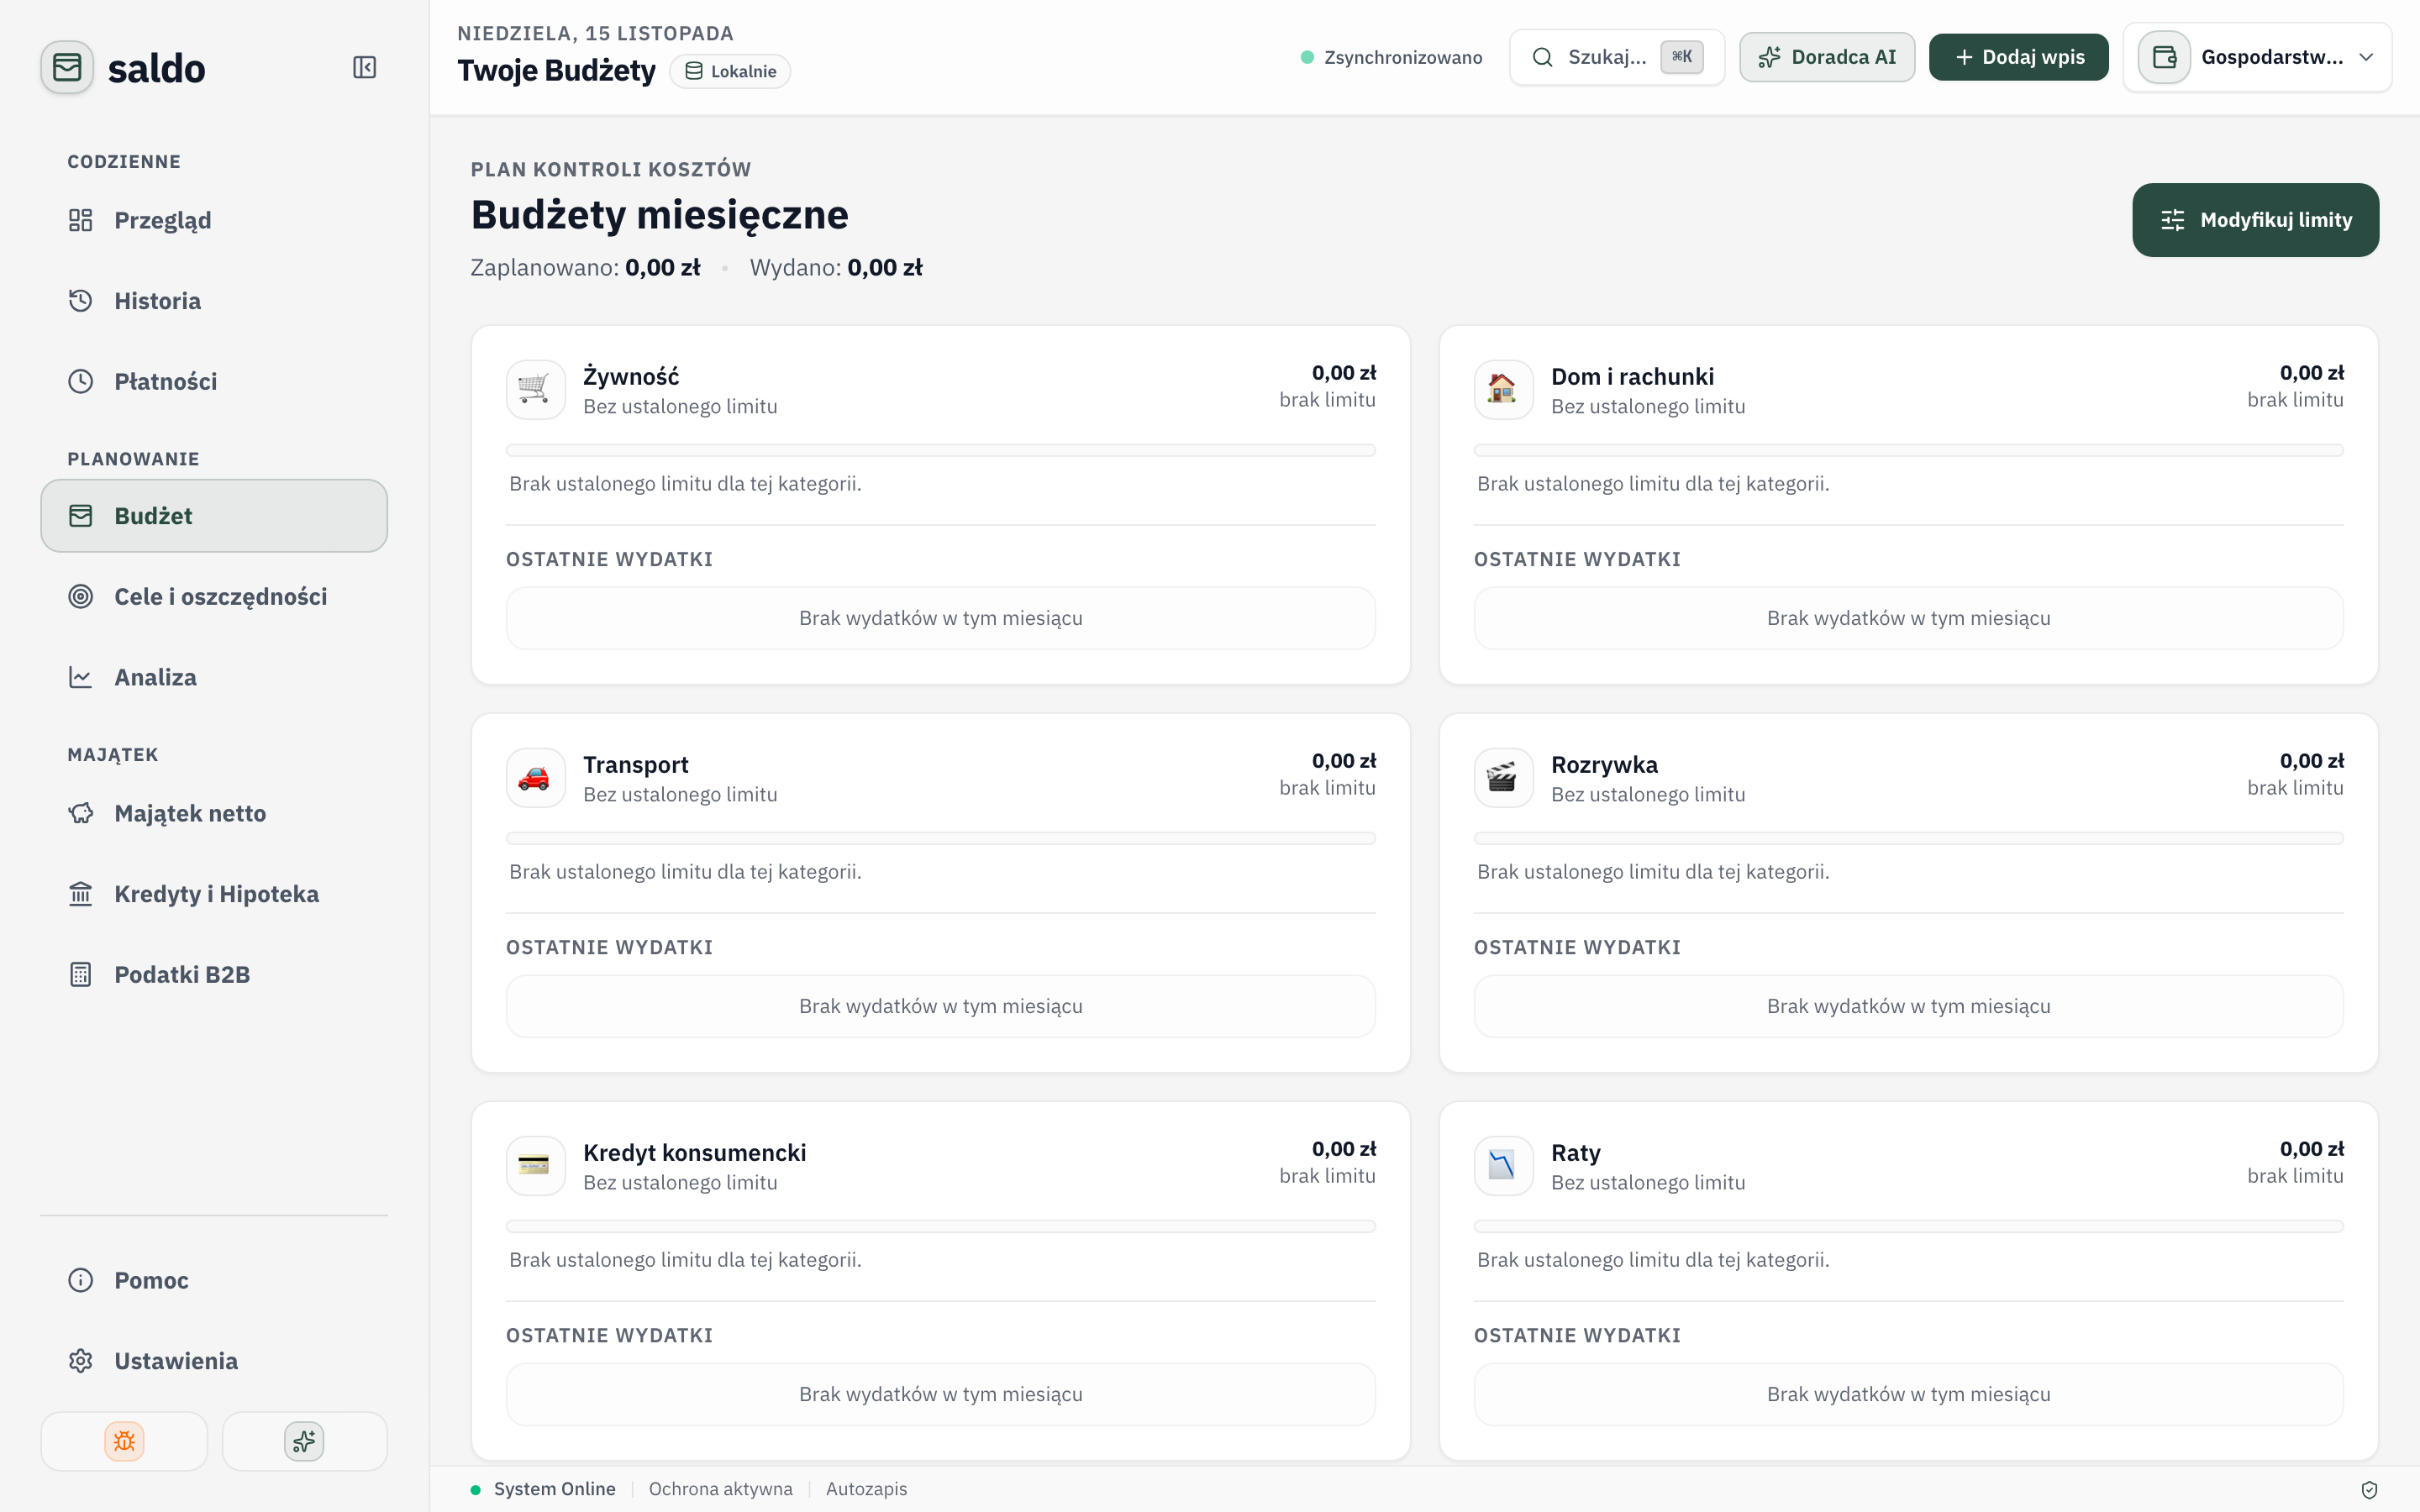 saldo
CODZIENNE
Przegląd
Historia
Płatności
PLANOWANIE
Budżet
Cele i oszczędności
Analiza
MAJĄTEK
Majątek netto
Kredyty i Hipoteka
Podatki B2B
Pomoc
Ustawienia
NIEDZIELA, 15 LISTOPADA
Twoje Budżety
Lokalnie
Zsynchronizowano
Szukaj...
⌘K
Doradca AI
Dodaj wpis
Gospodarstw...
PLAN KONTROLI KOSZTÓW
Budżety miesięczne
Zaplanowano: 0,00 zł • Wydano: 0,00 zł
Modyfikuj limity
Żywność
Bez ustalonego limitu
0,00 zł
brak limitu
Brak ustalonego limitu dla tej kategorii.
OSTATNIE WYDATKI
Brak wydatków w tym miesiącu
Dom i rachunki
Bez ustalonego limitu
0,00 zł
brak limitu
Brak ustalonego limitu dla tej kategorii.
OSTATNIE WYDATKI
Brak wydatków w tym miesiącu
Transport
Bez ustalonego limitu
0,00 zł
brak limitu
Brak ustalonego limitu dla tej kategorii.
OSTATNIE WYDATKI
Brak wydatków w tym miesiącu
Rozrywka
Bez ustalonego limitu
0,00 zł
brak limitu
Brak ustalonego limitu dla tej kategorii.
OSTATNIE WYDATKI
Brak wydatków w tym miesiącu
Kredyt konsumencki
Bez ustalonego limitu
0,00 zł
brak limitu
Brak ustalonego limitu dla tej kategorii.
OSTATNIE WYDATKI
Brak wydatków w tym miesiącu
Raty
Bez ustalonego limitu
0,00 zł
brak limitu
Brak ustalonego limitu dla tej kategorii.
OSTATNIE WYDATKI
Brak wydatków w tym miesiącu
System Online
Ochrona aktywna
Autozapis